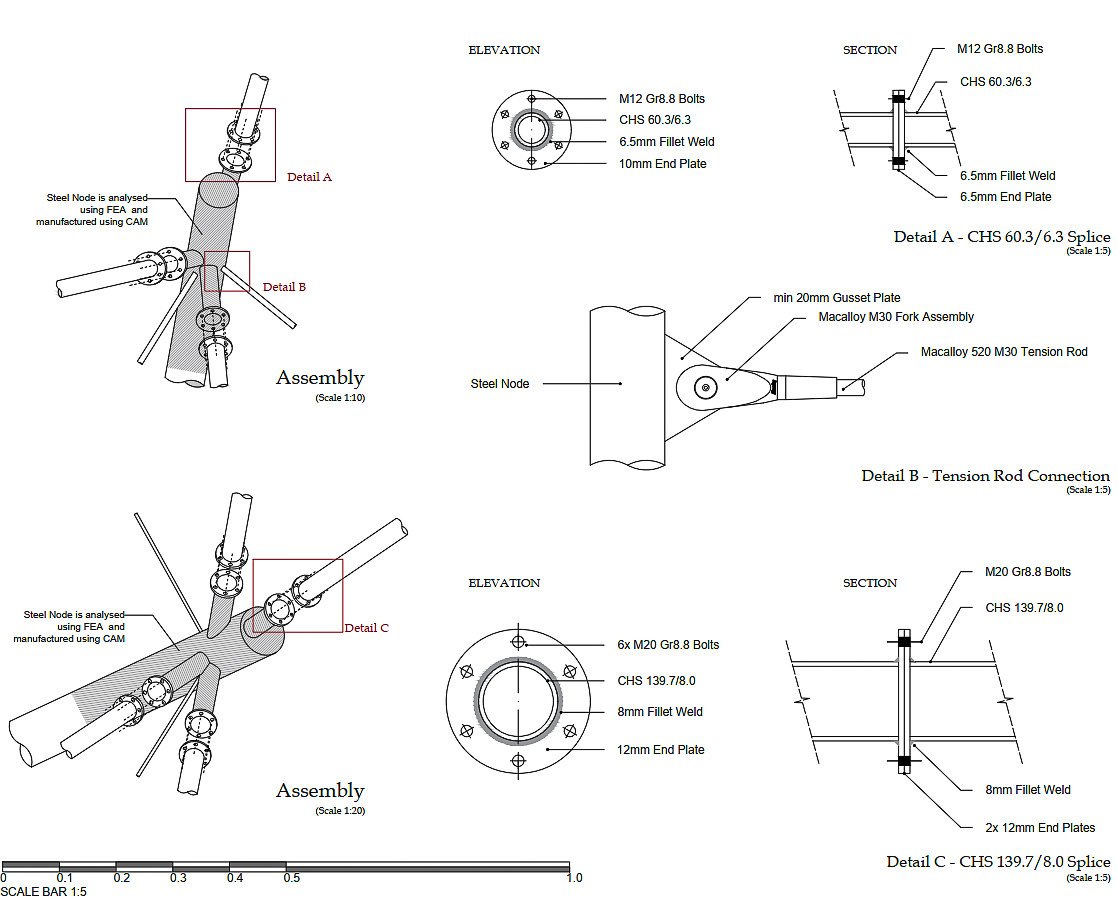 ELEVATION
M12 Gr8.8 Bolts
CHS 60.3/6.3
6.5mm Fillet Weld
10mm End Plate
SECTION
M12 Gr8.8 Bolts
CHS 60.3/6.3
6.5mm Fillet Weld
6.5mm End Plate
Detail A - CHS 60.3/6.3 Splice
(Scale 1:5)
Detail A
Steel Node is analysed
using FEA and
manufactured using CAM
Detail B
Assembly
(Scale 1:10)
min 20mm Gusset Plate
Macalloy M30 Fork Assembly
Macalloy 520 M30 Tension Rod
Steel Node
Detail B - Tension Rod Connection
(Scale 1:5)
Steel Node is analysed
using FEA and
manufactured using CAM
Detail C
Assembly
(Scale 1:20)
ELEVATION
6x M20 Gr8.8 Bolts
CHS 139.7/8.0
8mm Fillet Weld
12mm End Plate
SECTION
M20 Gr8.8 Bolts
CHS 139.7/8.0
8mm Fillet Weld
2x 12mm End Plates
Detail C - CHS 139.7/8.0 Splice
(Scale 1:5)
0 0.1 0.2 0.3 0.4 0.5 1.0
SCALE BAR 1:5